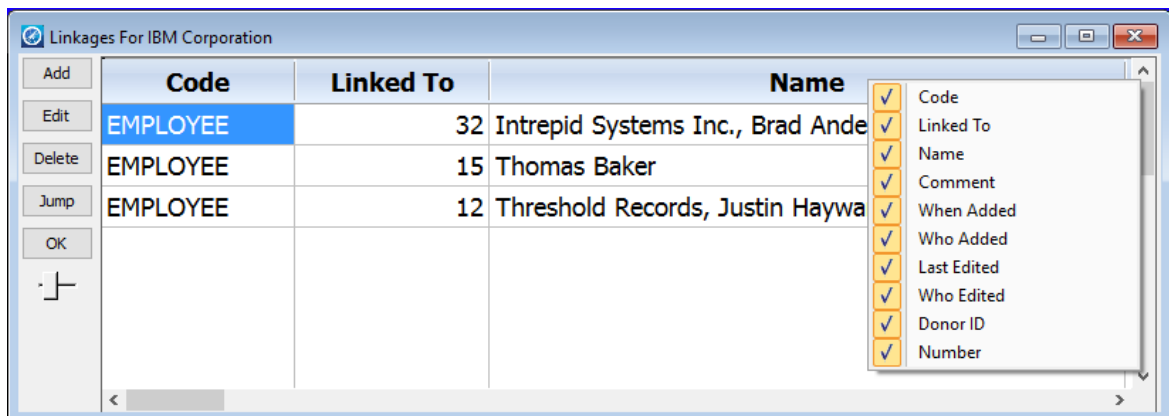 Linkages For IBM Corporation
Add
Edit
Delete
Jump
OK
Code Linked To Name
EMPLOYEE 32 Intrepid Systems Inc., Brad Ande
EMPLOYEE 15 Thomas Baker
EMPLOYEE 12 Threshold Records, Justin Haywa
Code
Linked To
Name
Comment
When Added
Who Added
Last Edited
Who Edited
Donor ID
Number